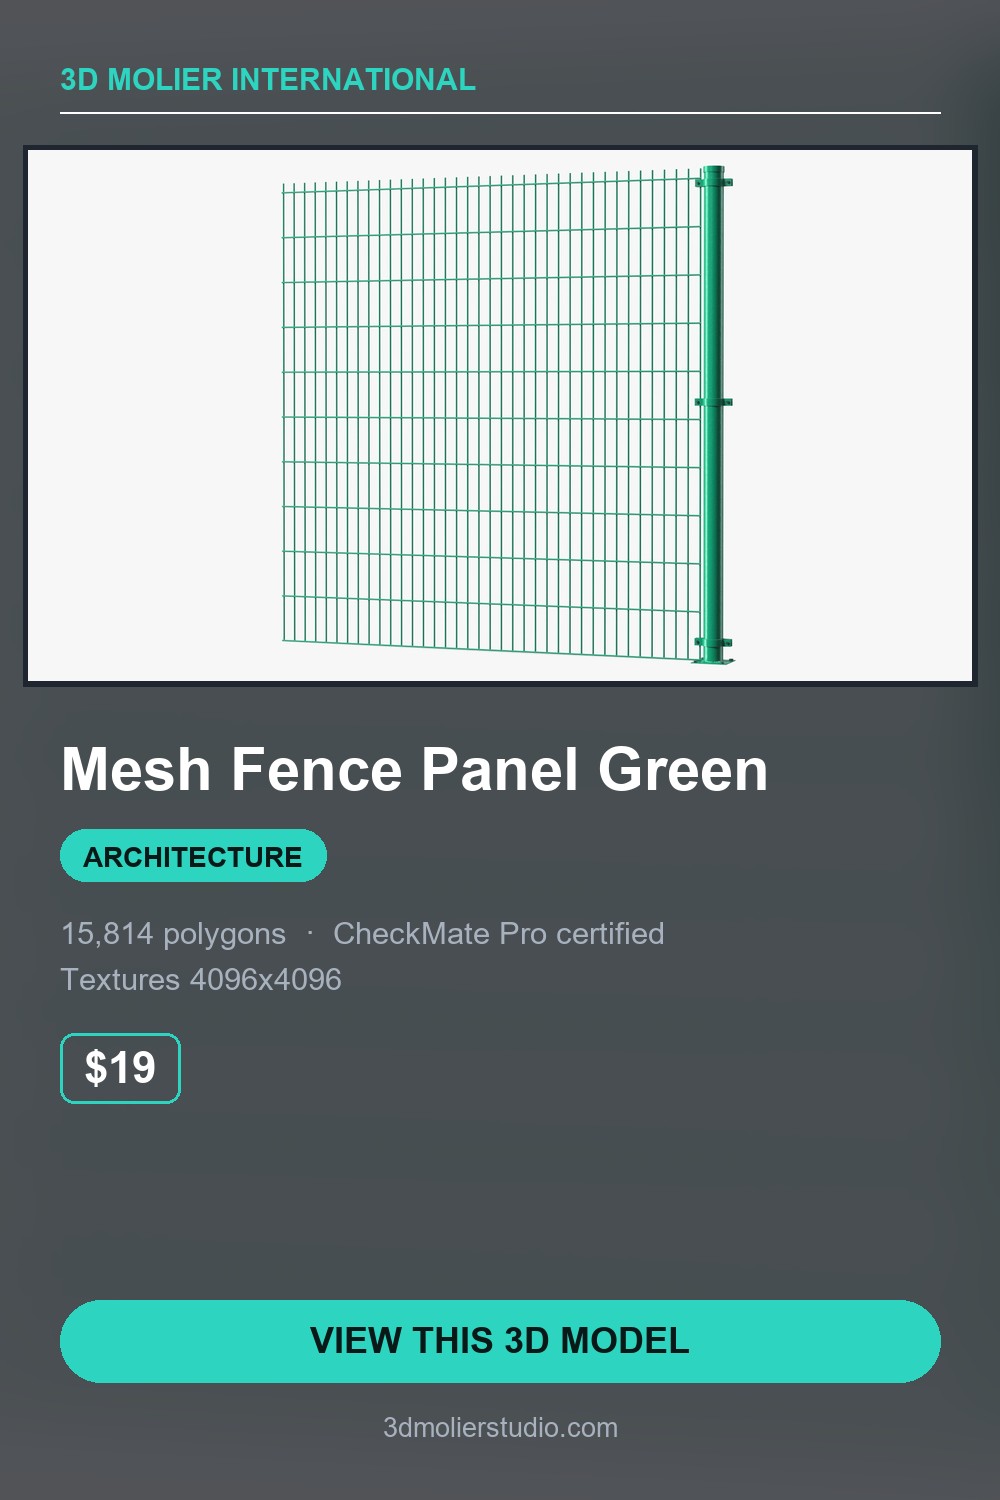 3D MOLIER INTERNATIONAL
Mesh Fence Panel Green
ARCHITECTURE
15,814 polygons · CheckMate Pro certified
Textures 4096x4096
$19
VIEW THIS 3D MODEL
3dmolierstudio.com